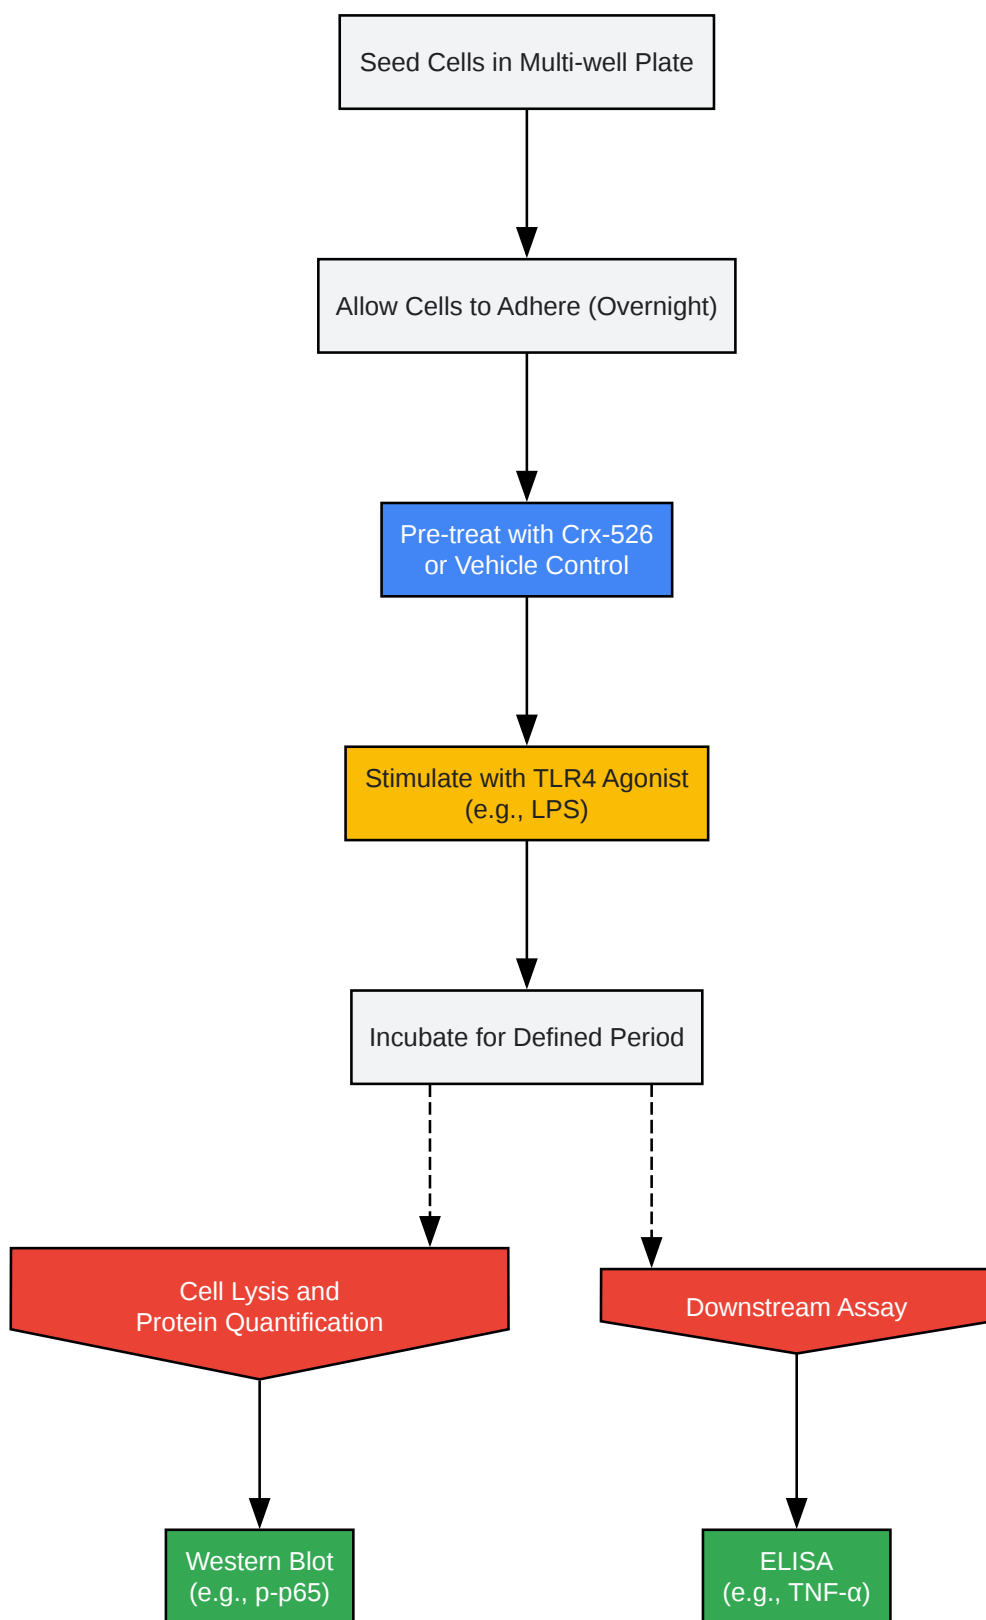 Seed Cells in Multi-well Plate
Allow Cells to Adhere (Overnight)
Pre-treat with Crx-526
or Vehicle Control
Stimulate with TLR4 Agonist
(e.g., LPS)
Incubate for Defined Period
Cell Lysis and
Protein Quantification
Downstream Assay
Western Blot
(e.g., p-p65)
ELISA
(e.g., TNF-α)